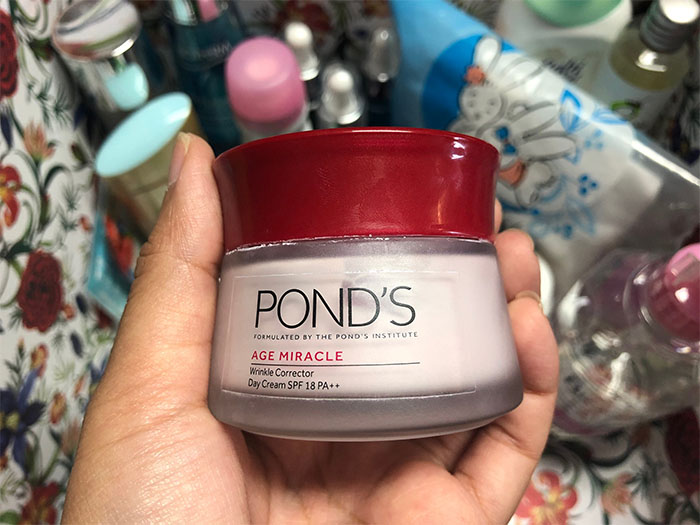 POND'S
FORMULATED BY THE POND'S INSTITUTE
AGE MIRACLE
Wrinkle Corrector
Day Cream SPF 18 PA++